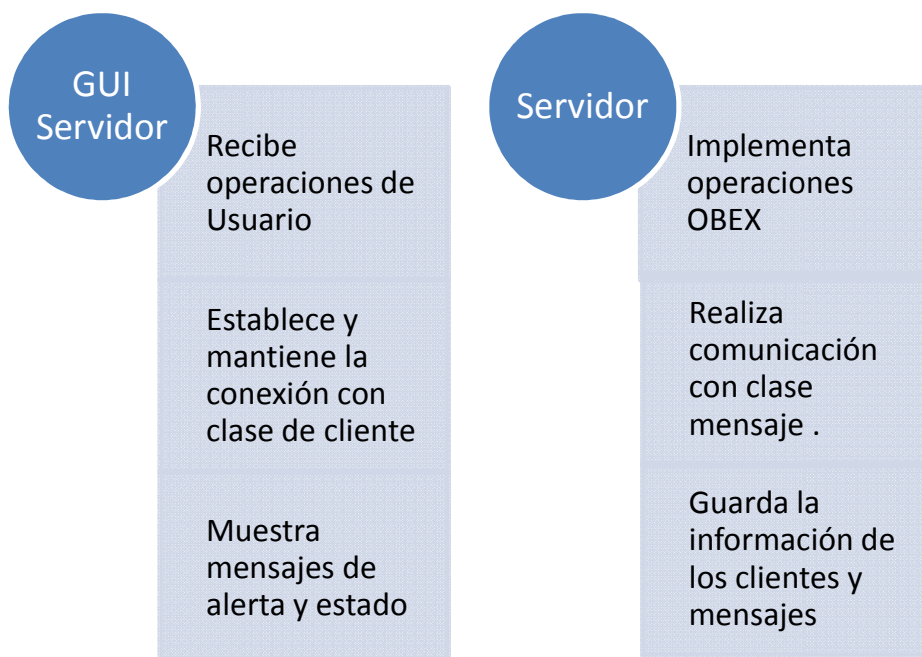 GUI
Servidor
Recibe
operaciones de
Usuario
Establece y
mantiene la
conexión con
clase de cliente
Muestra
mensajes de
alerta y estado
Servidor
Implementa
operaciones
OBEX
Realiza
comunicación
con clase
mensaje .
Guarda la
información de
los clientes y
mensajes